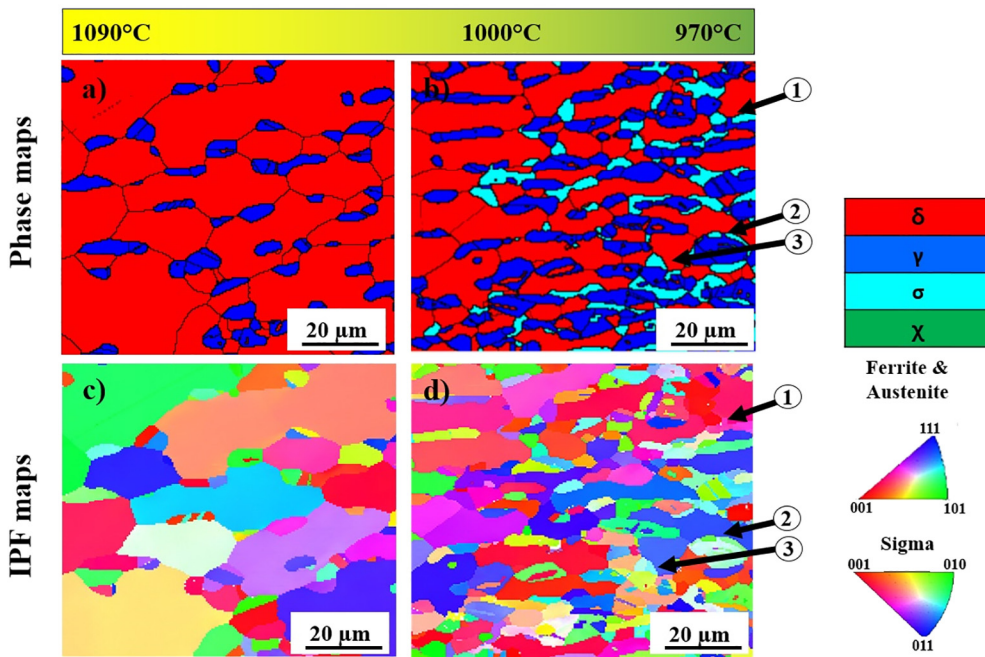 1090°C 1000°C 970°C
Phase maps
a)
b)
1
2
3
20 µm
20 µm
δ
γ
σ
χ
IPF maps
c)
d)
1
2
3
20 µm
20 µm
Ferrite &
Austenite
111
001
101
Sigma
001
010
011